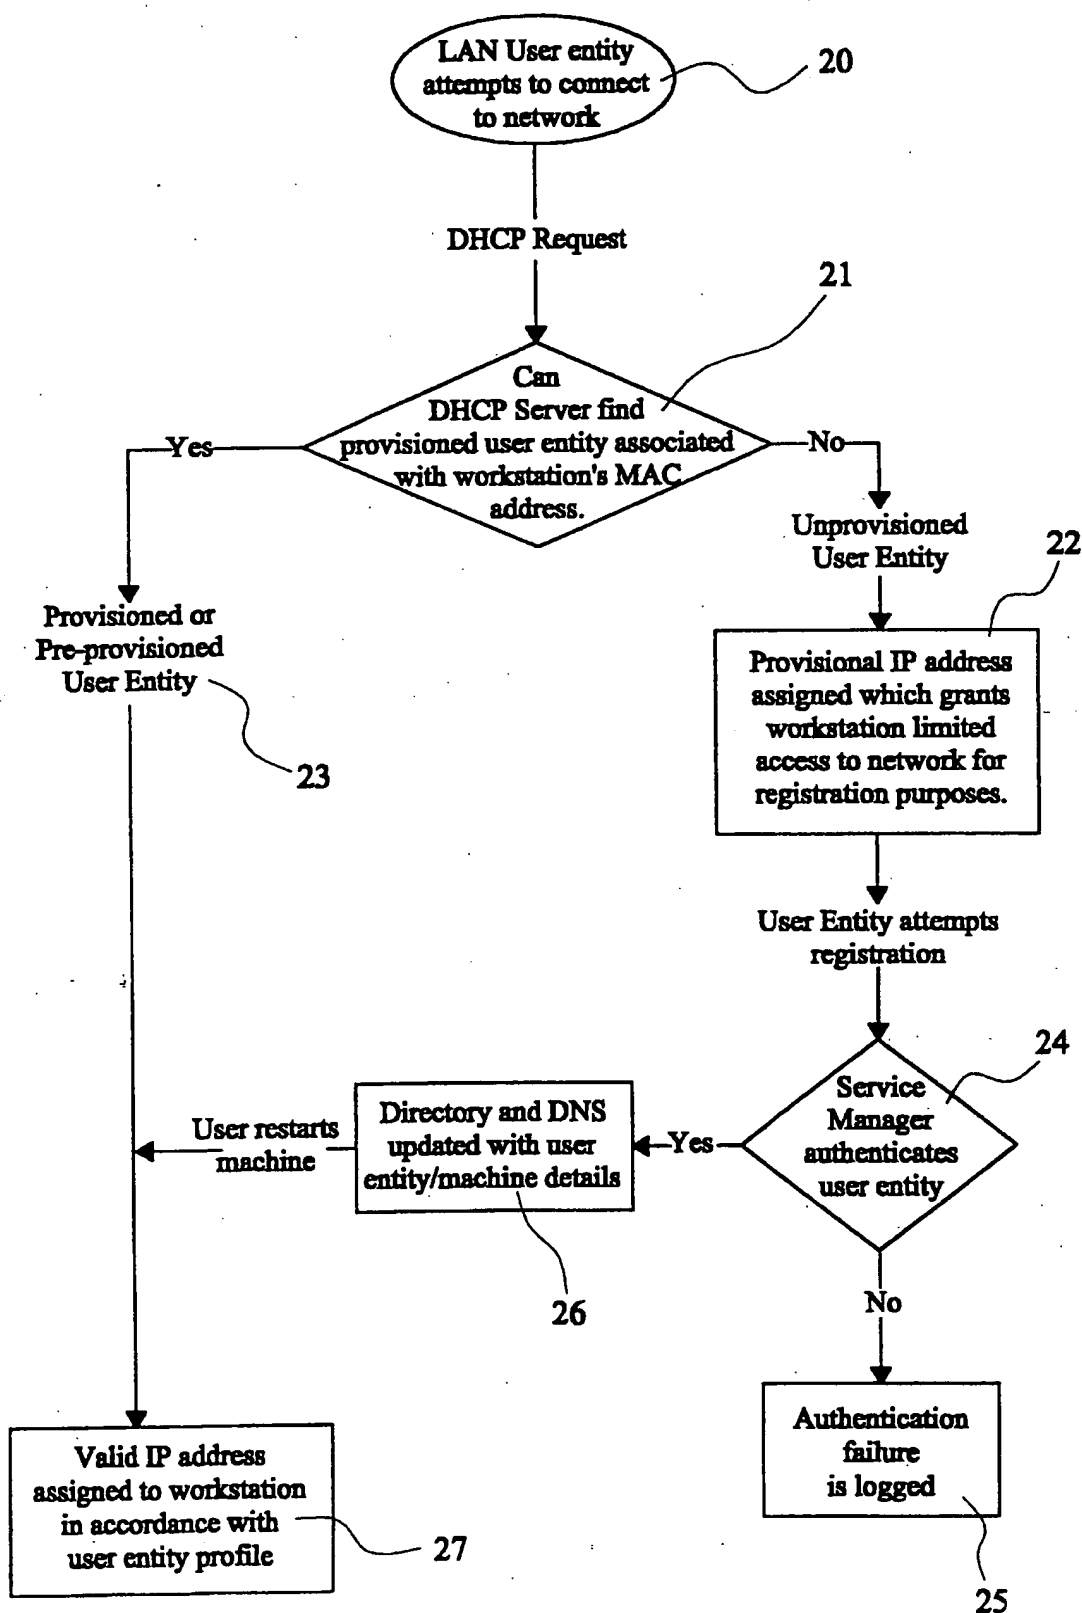 LAN User entity
attempts to connect
to network
20
DHCP Request
21
Can
DHCP Server find
provisioned user entity associated
with workstation's MAC
address.
Yes
No
Unprovisioned
User Entity
22
Provisioned or
Pre-provisioned
User Entity
23
Provisional IP address
assigned which grants
workstation limited
access to network for
registration purposes.
User Entity attempts
registration
24
Service
Manager
authenticates
user entity
Yes
Directory and DNS
updated with user
entity/machine details
User restarts
machine
26
No
Authentication
failure
is logged
25
Valid IP address
assigned to workstation
in accordance with
user entity profile
27